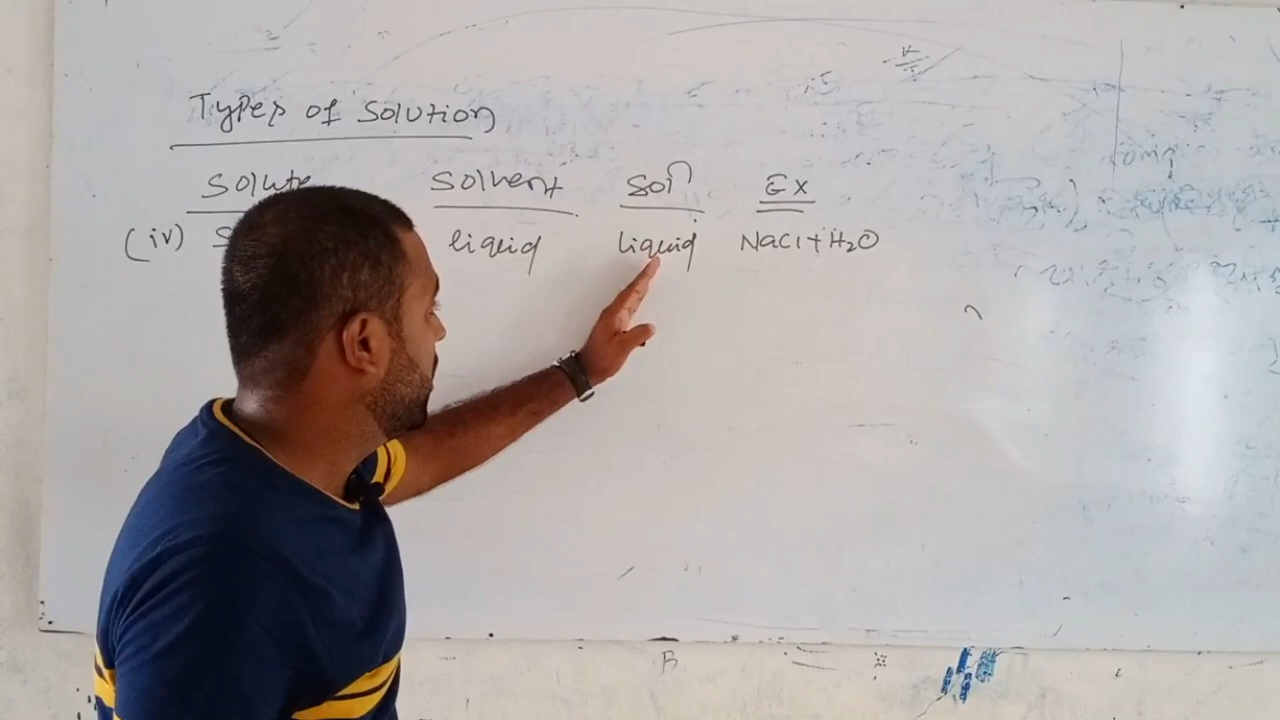 Types of Solution
Solute Solvent Sol^n Ex
(iv) S liquid liquid NaCl + H₂O